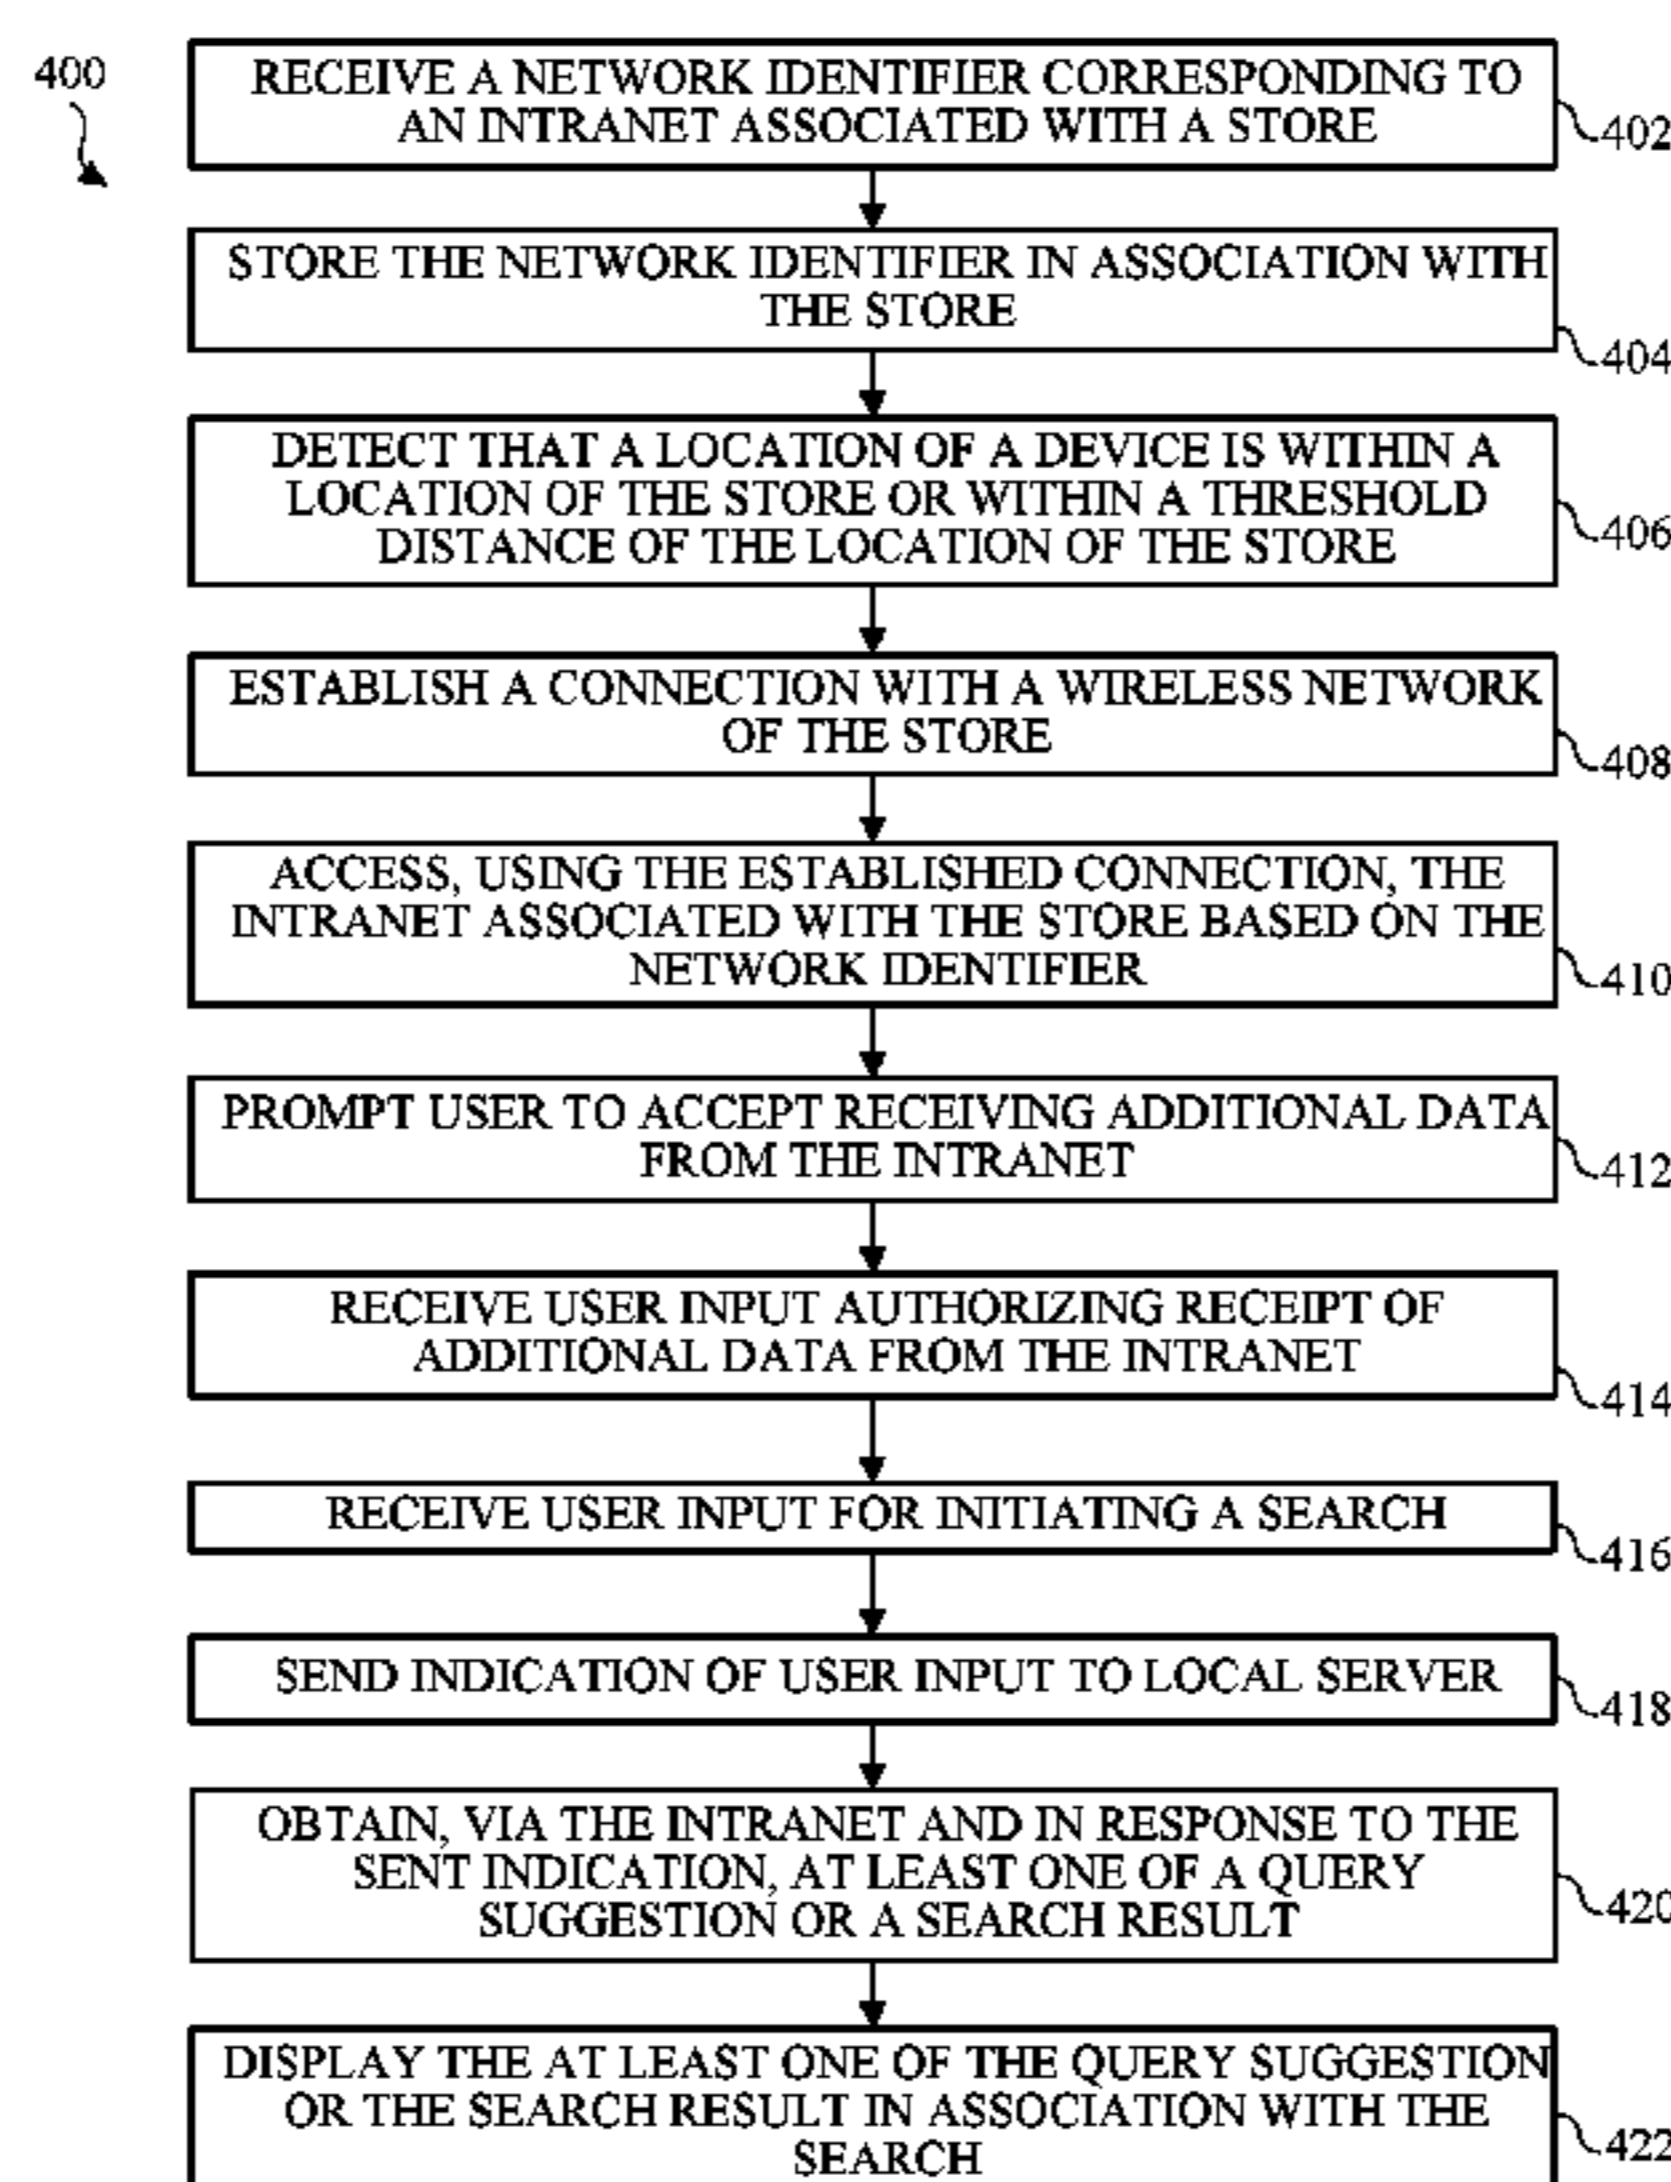 400
RECEIVE A NETWORK IDENTIFIER CORRESPONDING TO
AN INTRANET ASSOCIATED WITH A STORE
402
STORE THE NETWORK IDENTIFIER IN ASSOCIATION WITH
THE STORE
404
DETECT THAT A LOCATION OF A DEVICE IS WITHIN A
LOCATION OF THE STORE OR WITHIN A THRESHOLD
DISTANCE OF THE LOCATION OF THE STORE
406
ESTABLISH A CONNECTION WITH A WIRELESS NETWORK
OF THE STORE
408
ACCESS, USING THE ESTABLISHED CONNECTION, THE
INTRANET ASSOCIATED WITH THE STORE BASED ON THE
NETWORK IDENTIFIER
410
PROMPT USER TO ACCEPT RECEIVING ADDITIONAL DATA
FROM THE INTRANET
412
RECEIVE USER INPUT AUTHORIZING RECEIPT OF
ADDITIONAL DATA FROM THE INTRANET
414
RECEIVE USER INPUT FOR INITIATING A SEARCH
416
SEND INDICATION OF USER INPUT TO LOCAL SERVER
418
OBTAIN, VIA THE INTRANET AND IN RESPONSE TO THE
SENT INDICATION, AT LEAST ONE OF A QUERY
SUGGESTION OR A SEARCH RESULT
420
DISPLAY THE AT LEAST ONE OF THE QUERY SUGGESTION
OR THE SEARCH RESULT IN ASSOCIATION WITH THE
SEARCH
422